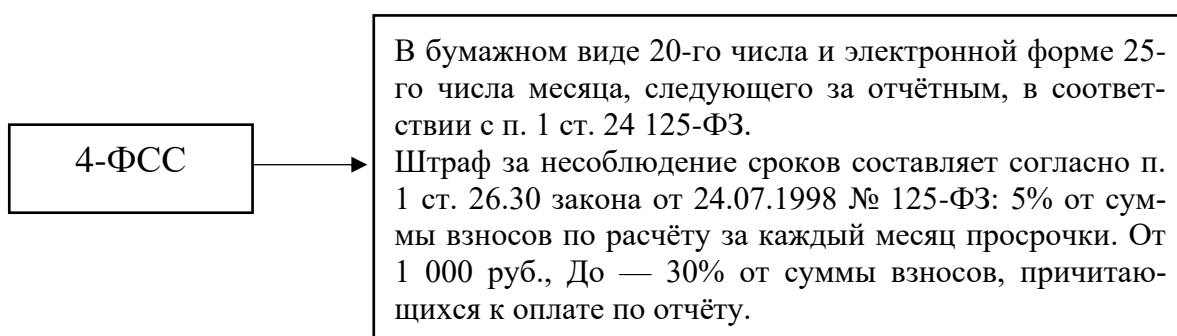 4-ФСС
В бумажном виде 20-го числа и электронной форме 25-
го числа месяца, следующего за отчётным, в соответ-
ствии с п. 1 ст. 24 125-ФЗ.
Штраф за несоблюдение сроков составляет согласно п.
1 ст. 26.30 закона от 24.07.1998 № 125-ФЗ: 5% от сум-
мы взносов по расчёту за каждый месяц просрочки. От
1 000 руб., До — 30% от суммы взносов, причитаю-
щихся к оплате по отчёту.